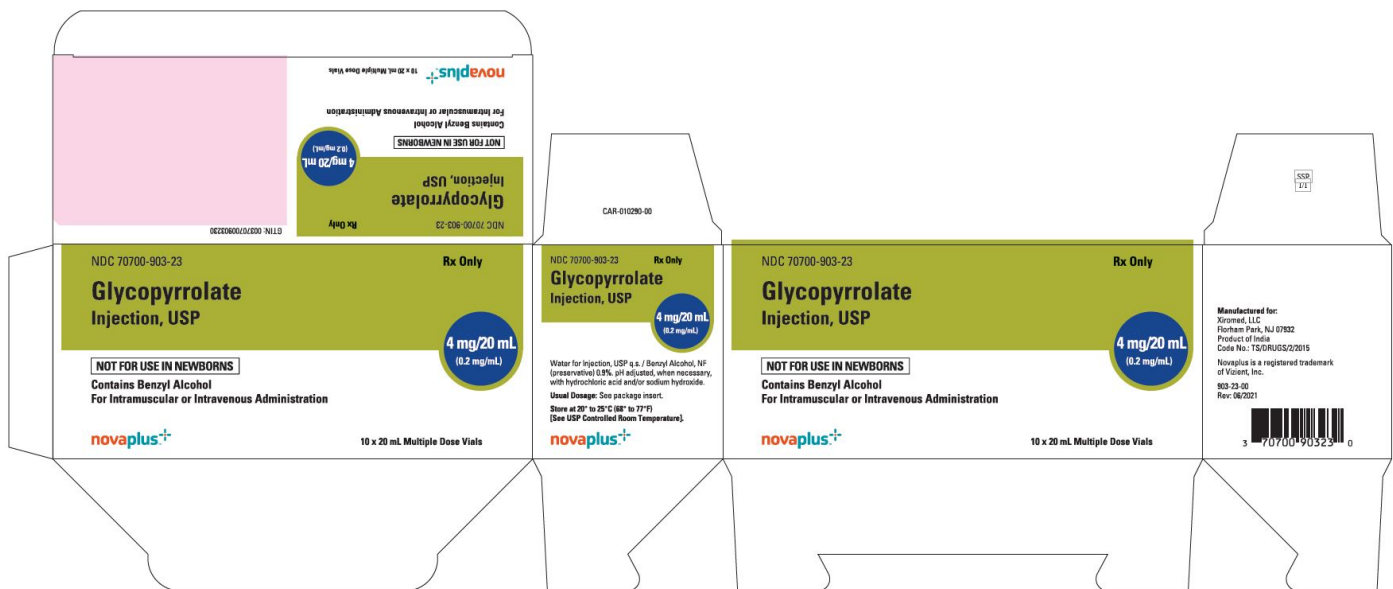 novaplus
10 x 20 mL Multiple Dose Vials
For Intramuscular or Intravenous Administration
Contains Benzyl Alcohol
NOT FOR USE IN NEWBORNS
4 mg/20 mL
(0.2 mg/mL)
Glycopyrrolate
Injection, USP
NDC 70700-903-23
Rx Only
GTIN: 00370700903230
NDC 70700-903-23
Rx Only
Glycopyrrolate
Injection, USP
4 mg/20 mL
(0.2 mg/mL)
NOT FOR USE IN NEWBORNS
Contains Benzyl Alcohol
For Intramuscular or Intravenous Administration
novaplus
10 x 20 mL Multiple Dose Vials
CAR-010290-00
NDC 70700-903-23
Rx Only
Glycopyrrolate
Injection, USP
4 mg/20 mL
(0.2 mg/mL)
Water for Injection, USP q.s. / Benzyl Alcohol, NF
(preservative) 0.9%. pH adjusted, when necessary,
with hydrochloric acid and/or sodium hydroxide.
Usual Dosage: See package insert.
Store at 20° to 25°C (68° to 77°F)
[See USP Controlled Room Temperature].
novaplus
NDC 70700-903-23
Rx Only
Glycopyrrolate
Injection, USP
4 mg/20 mL
(0.2 mg/mL)
NOT FOR USE IN NEWBORNS
Contains Benzyl Alcohol
For Intramuscular or Intravenous Administration
novaplus
10 x 20 mL Multiple Dose Vials
SSP,
1/1
Manufactured for:
Xiromed, LLC
Florham Park, NJ 07932
Product of India
Code No.: TS/DRUGS/2/2015
Novaplus is a registered trademark
of Vizient, Inc.
903-23-00
Rev: 06/2021
3 70700 90323 0